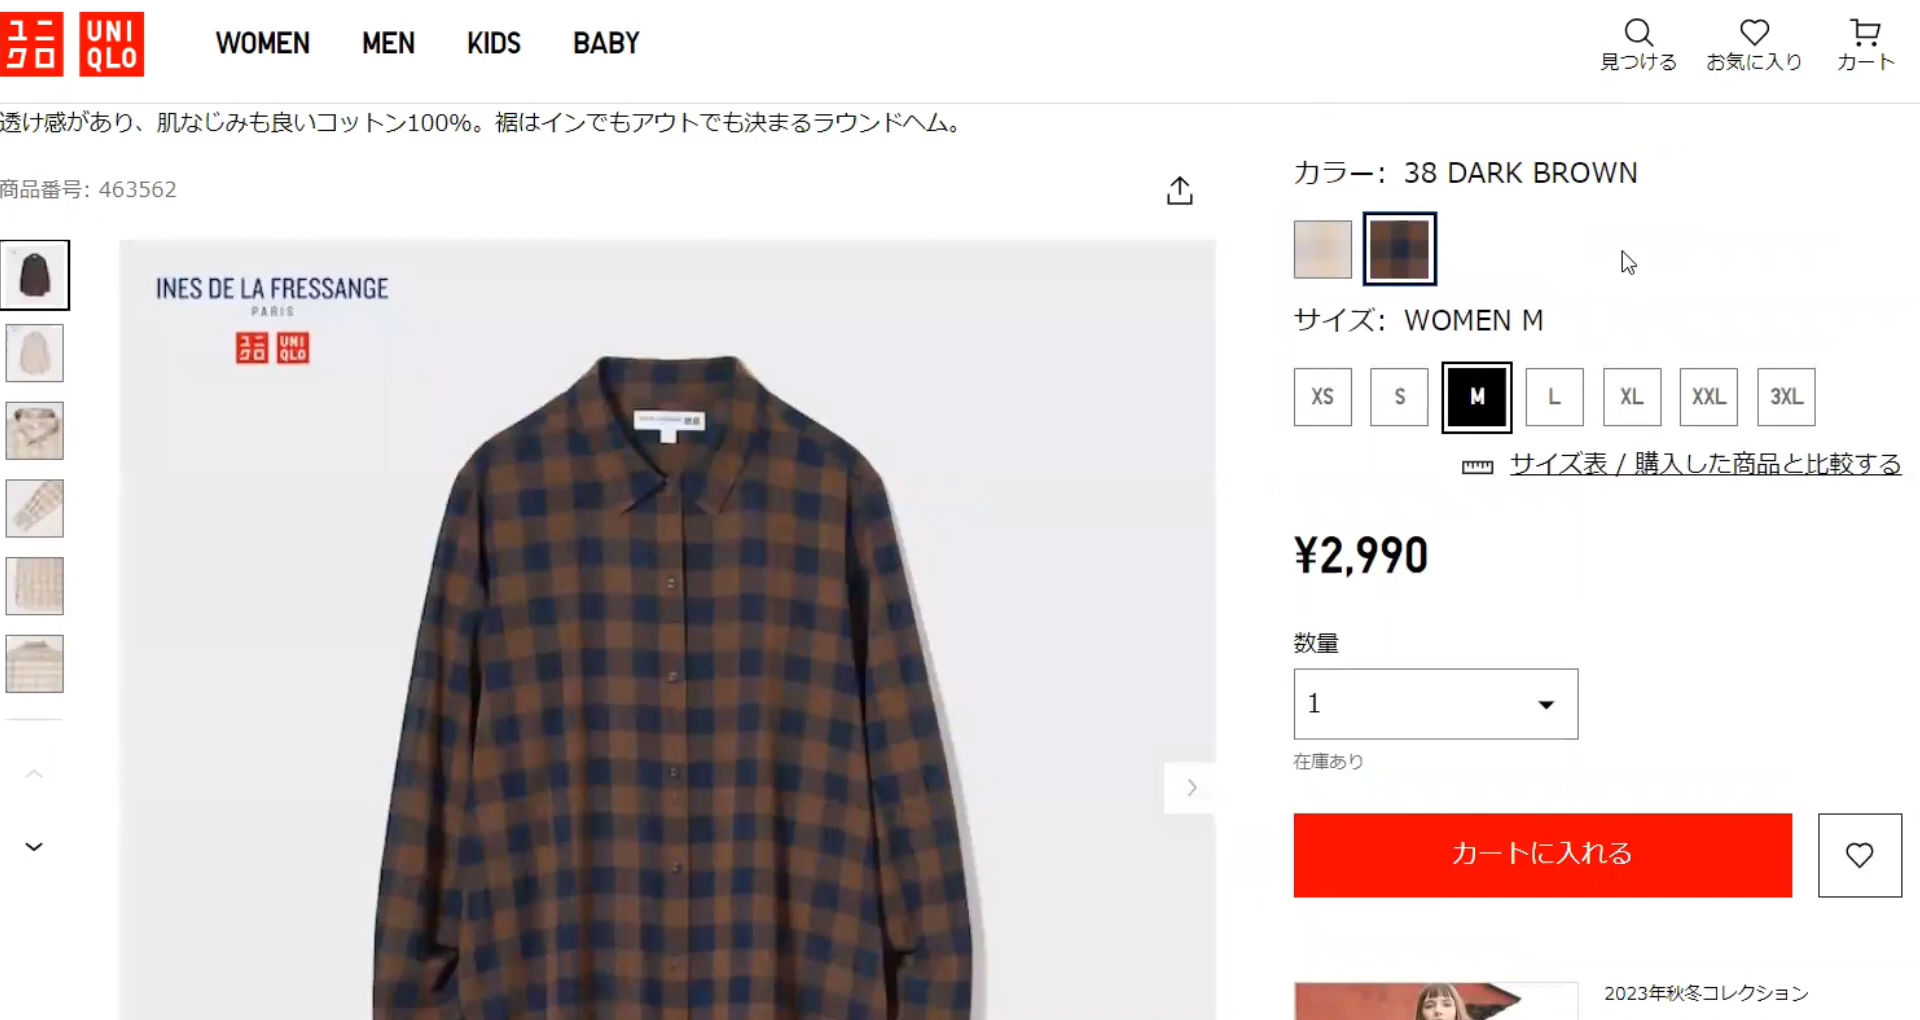 ユニ
クロ
UNI
QLO
WOMEN MEN KIDS BABY
見つける お気に入り カート
透け感があり、肌なじみも良いコットン100%。裾はインでもアウトでも決まるラウンドヘム。
商品番号: 463562
INES DE LA FRESSANGE
PARIS
ユニ
クロ
UNI
QLO
カラー: 38 DARK BROWN
サイズ: WOMEN M
XS S M L XL XXL 3XL
サイズ表 / 購入した商品と比較する
¥2,990
数量
1
在庫あり
カートに入れる
2023年秋冬コレクション